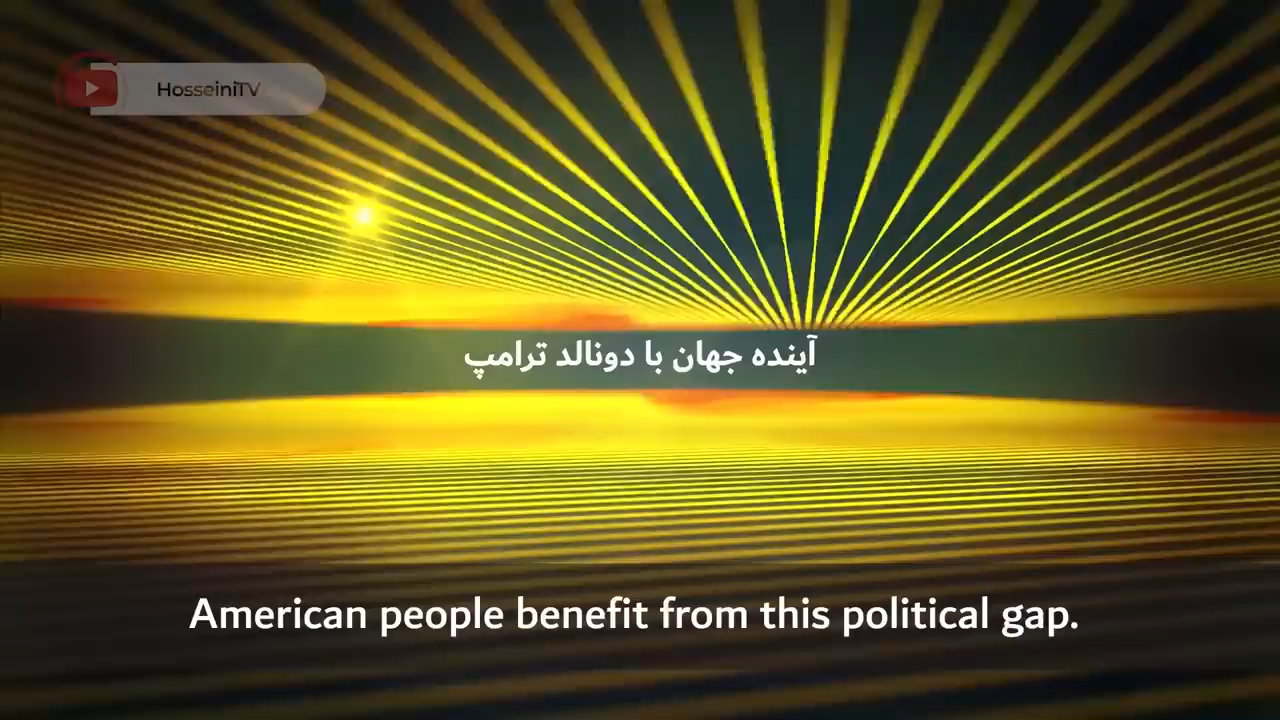 HosseiniTV
آینده جهان با دونالد ترامپ
American people benefit from this political gap.